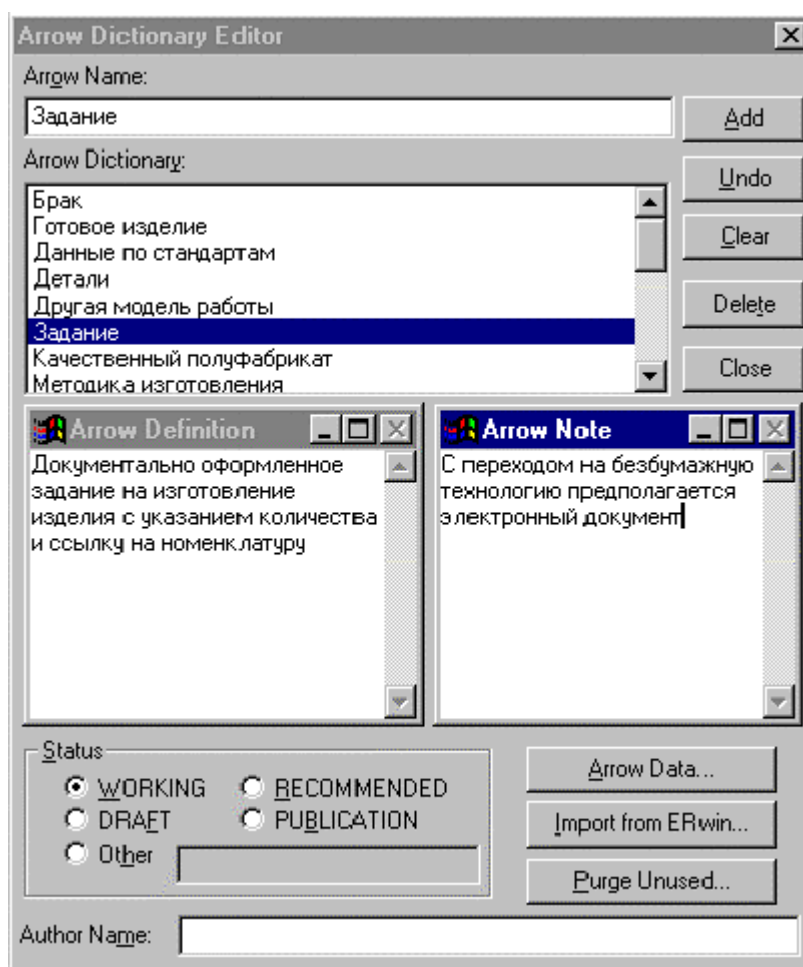 Arrow Dictionary Editor
Arrow Name:
Задание
Add
Arrow Dictionary:
Undo
Брак
Готовое изделие
Данные по стандартам
Детали
Другая модель работы
Задание
Качественный полуфабрикат
Методика изготовления
Clear
Delete
Close
Arrow Definition
Документально оформленное
задание на изготовление
изделия с указанием количества
и ссылку на номенклатуру
Arrow Note
С переходом на безбумажную
технологию предполагается
электронный документ
Status
WORKING
RECOMMENDED
DRAFT
PUBLICATION
Other
Arrow Data...
Import from ERwin...
Purge Unused...
Author Name: